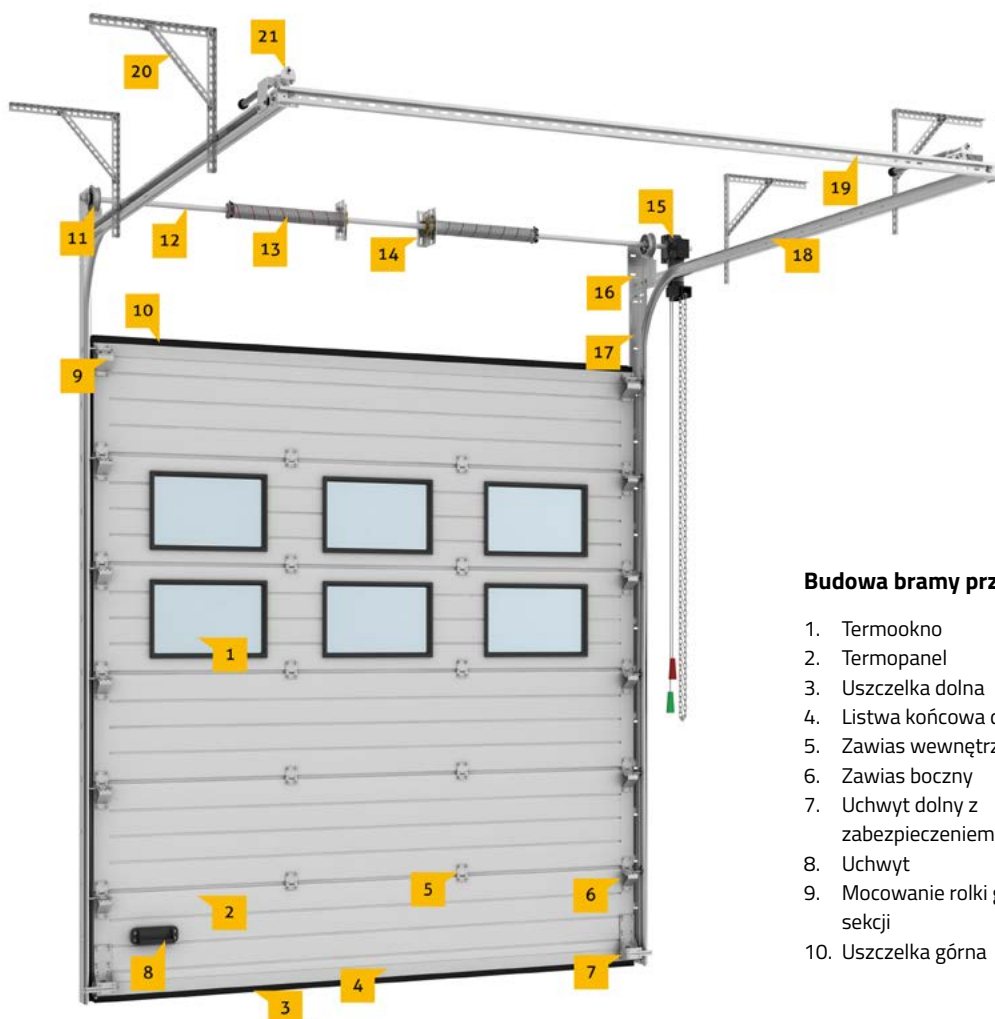 21
20
19
15
11
12
13
14
18
16
10
17
9
1
5
6
2
8
7
4
3
Budowa bramy prz
1. Termookno
2. Termopanel
3. Uszczelka dolna
4. Listwa końcowa
5. Zawias wewnętrz
6. Zawias boczny
7. Uchwyt dolny z
zabezpieczeniem
8. Uchwyt
9. Mocowanie rolki
sekcji
10. Uszczelka górna